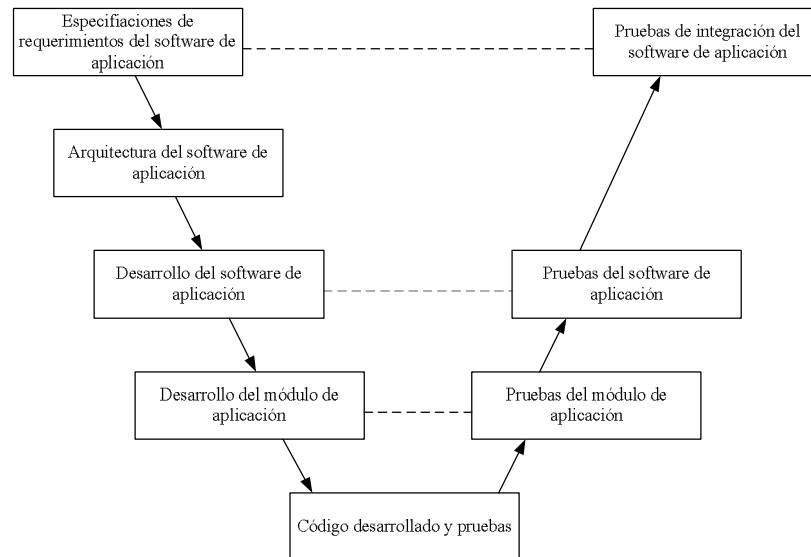 Especifiaciones de
requerimientos del software de
aplicación
Pruebas de integración del
software de aplicación
Arquitectura del software de
aplicación
Desarrollo del software de
aplicación
Pruebas del software de
aplicación
Desarrollo del módulo de
aplicación
Pruebas del módulo de
aplicación
Código desarrollado y pruebas